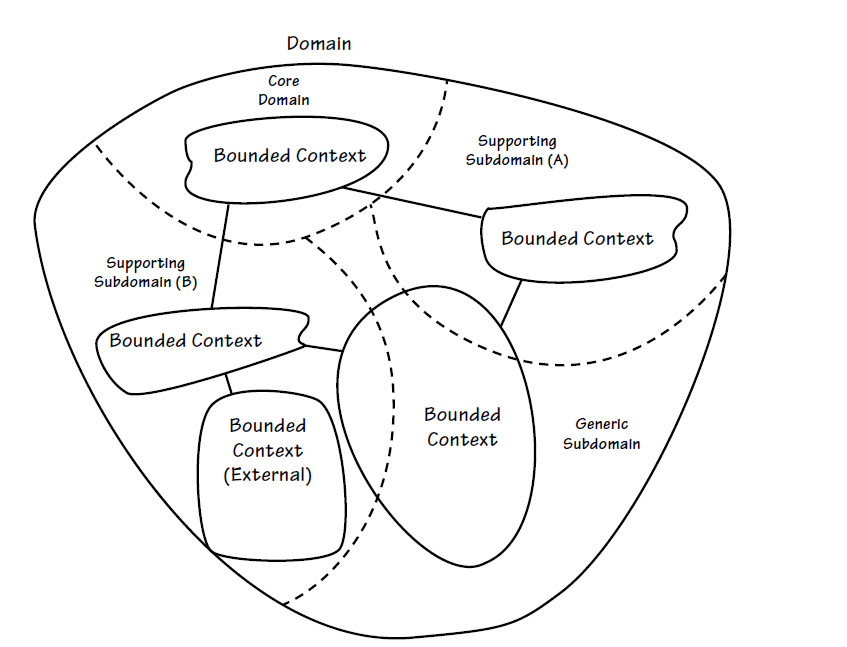 Domain
Core
Domain
Bounded Context
Supporting
Subdomain (A)
Bounded Context
Supporting
Subdomain (B)
Bounded Context
Bounded
Context
(External)
Bounded
Context
Generic
Subdomain